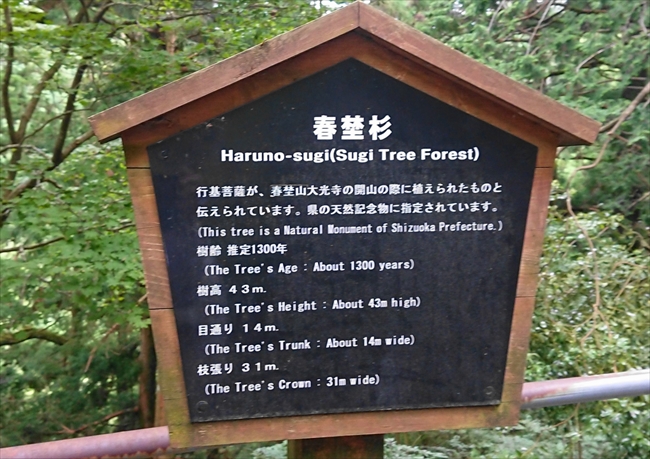 春埜杉
Haruno-sugi(Sugi Tree Forest)
行基菩薩が、春埜山大光寺の開山の際に植えられたものと
伝えられています。県の天然記念物に指定されています。
(This tree is a Natural Monument of Shizuoka Prefecture.)
樹齢 推定1300年
(The Tree's Age : About 1300 years)
樹高 43m.
(The Tree's Height : About 43m high)
目通り 14m.
(The Tree's Trunk : About 14m wide)
枝張り 31m.
(The Tree's Crown : 31m wide)